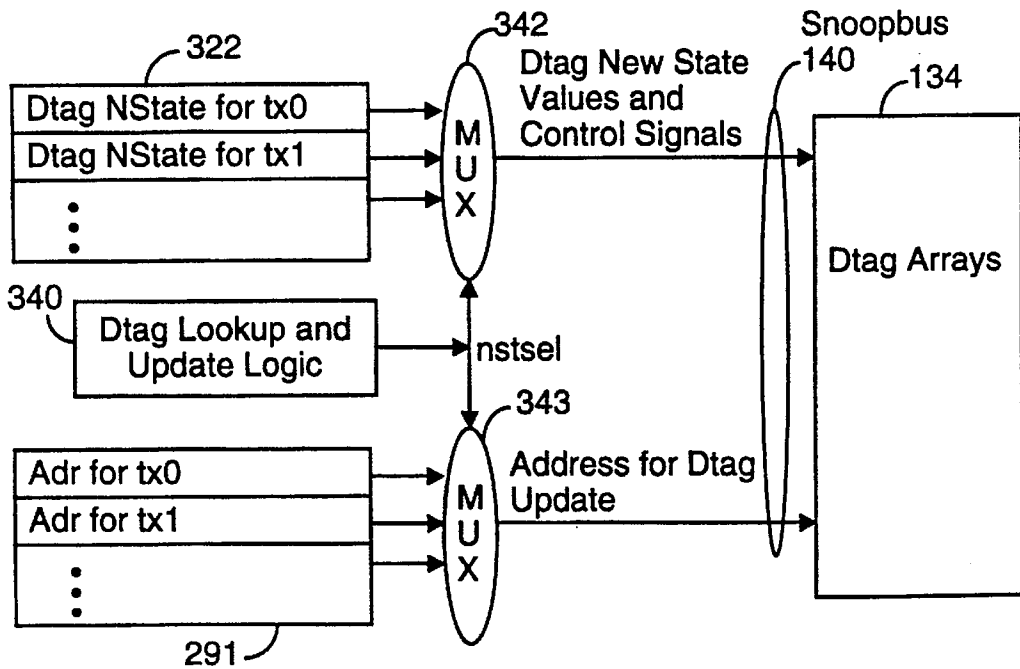 322
Dtag NState for tx0
Dtag NState for tx1
342
MUX
Dtag New State
Values and
Control Signals
Snoopbus
140
134
Dtag Arrays
340
Dtag Lookup and
Update Logic
nstsel
343
Adr for tx0
Adr for tx1
291
MUX
Address for Dtag
Update